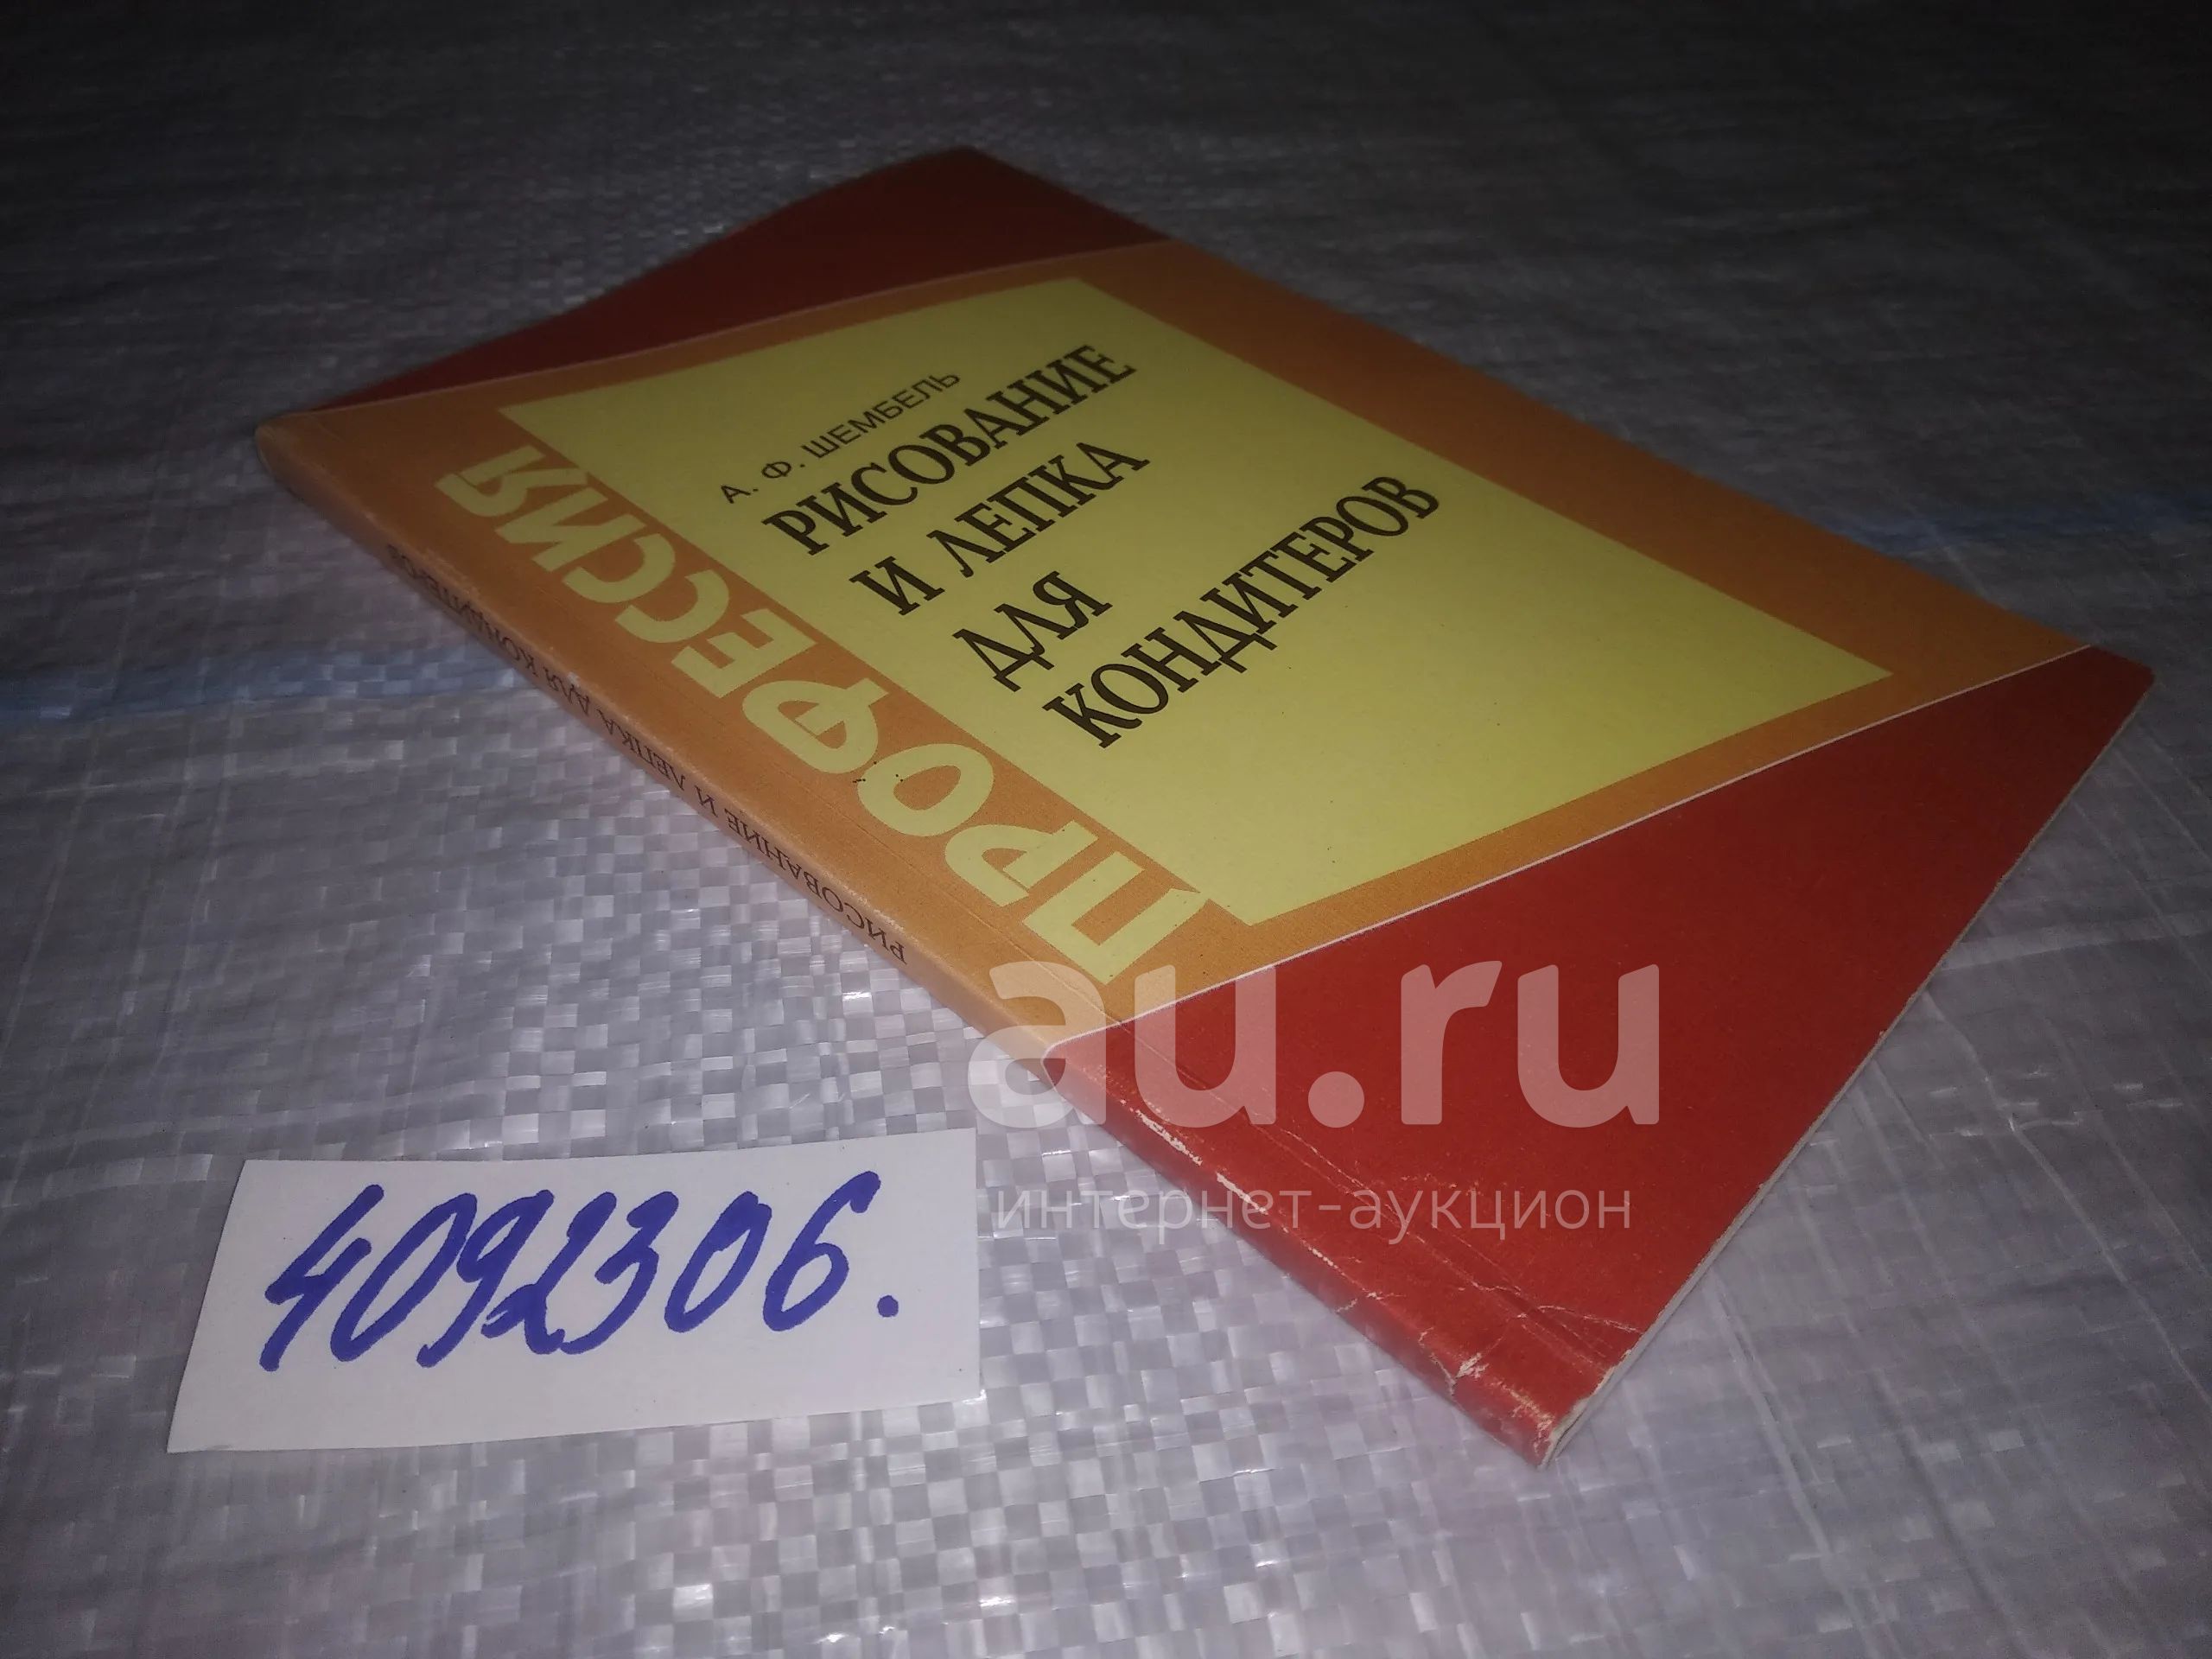 А. Ф. ШЕМБЕЛЬ
РИСОВАНИЕ
И ЛЕПКА
ДЛЯ
КОНДИТЕРОВ
ПРОФЕССИЯ
РИСОВАНИЕ И ЛЕПКА ДЛЯ КОНДИТЕРОВ
au.ru
интернет-аукцион
4092306.